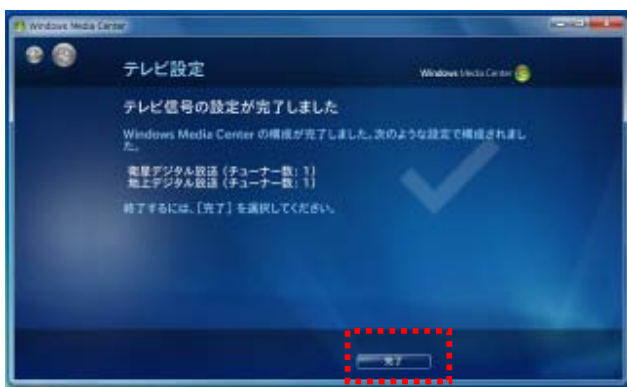 Windows Media Center
テレビ設定
Windows Media Center
テレビ信号の設定が完了しました
Windows Media Center の構成が完了しました。次のような設定で構成されまし
た。
衛星デジタル放送 (チューナー数: 1)
地上デジタル放送 (チューナー数: 1)
終了するには、[完了] を選択してください。
完了